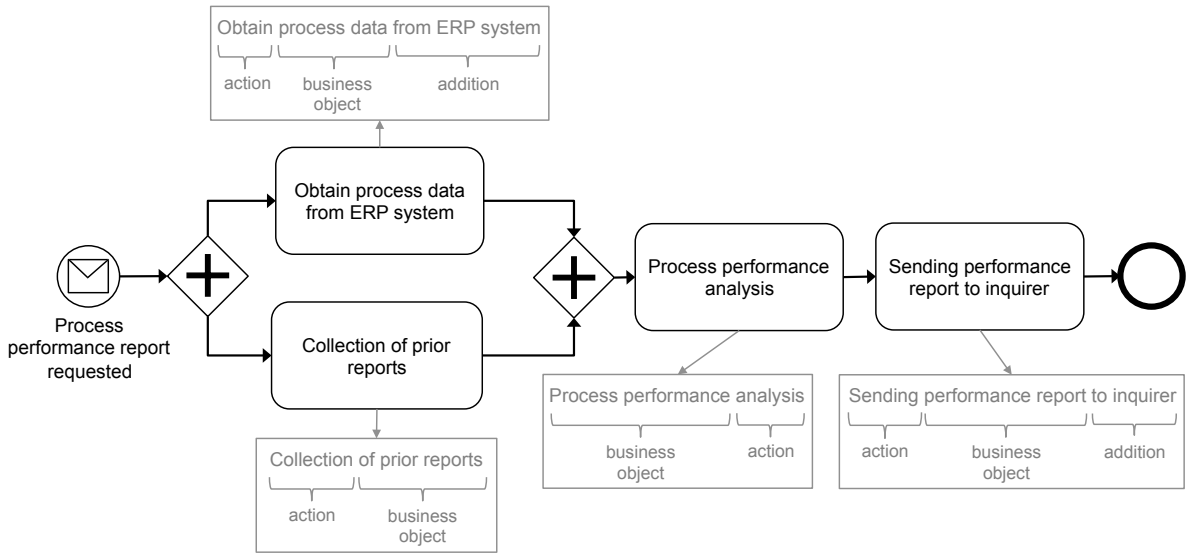 Obtain process data from ERP system
action
business
object
addition
Obtain process data
from ERP system
Process
performance report
requested
Collection of prior
reports
Process performance
analysis
Sending performance
report to inquirer
Collection of prior reports
action
business
object
Process performance analysis
business
object
action
Sending performance report to inquirer
action
business
object
addition